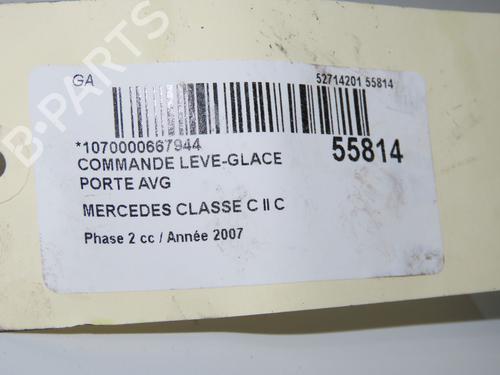 GA
52714201 55814
*1070000667944
55814
COMMANDE LEVE-GLACE
PORTE AVG
MERCEDES CLASSE C II C
Phase 2 cc / Année 2007
B-PARTS